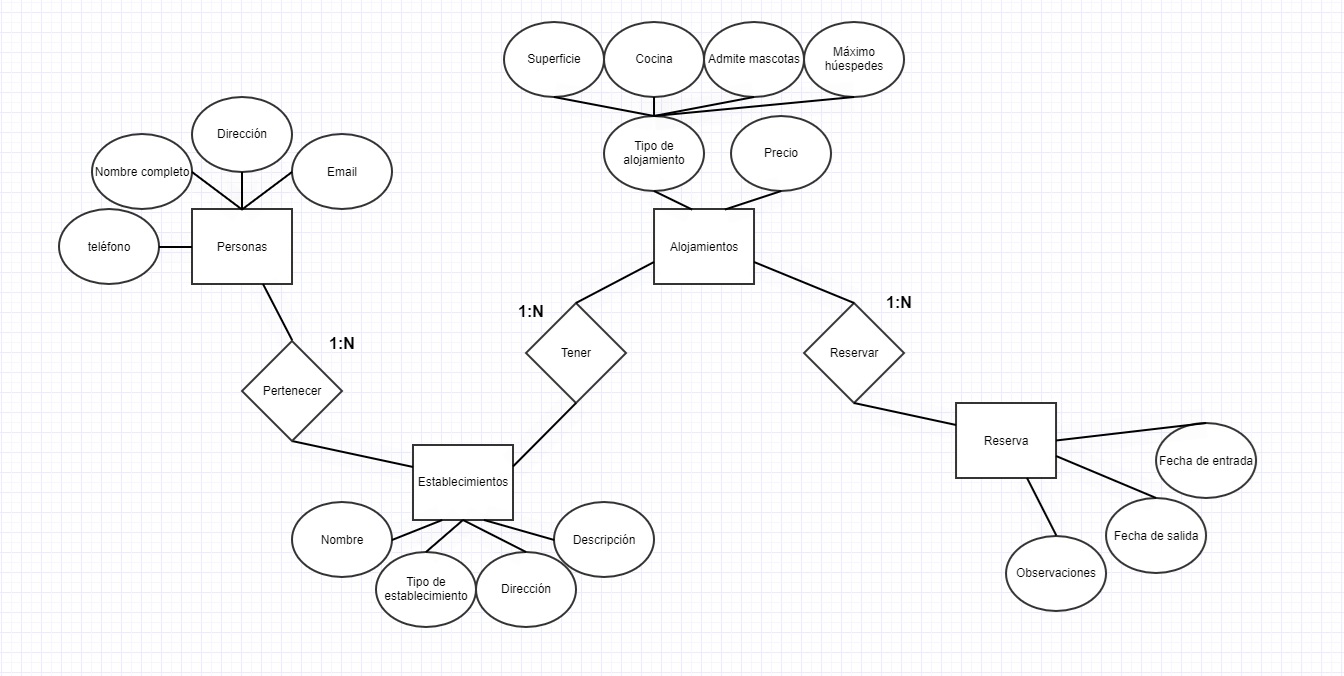 Superficie
Cocina
Admite mascotas
Máximo
húespedes
Dirección
Nombre completo
Email
Tipo de
alojamiento
Precio
teléfono
Personas
Alojamientos
1:N
1:N
1:N
Tener
Reservar
Pertenecer
Reserva
Fecha de entrada
Establecimientos
Nombre
Descripción
Fecha de salida
Tipo de
establecimiento
Dirección
Observaciones